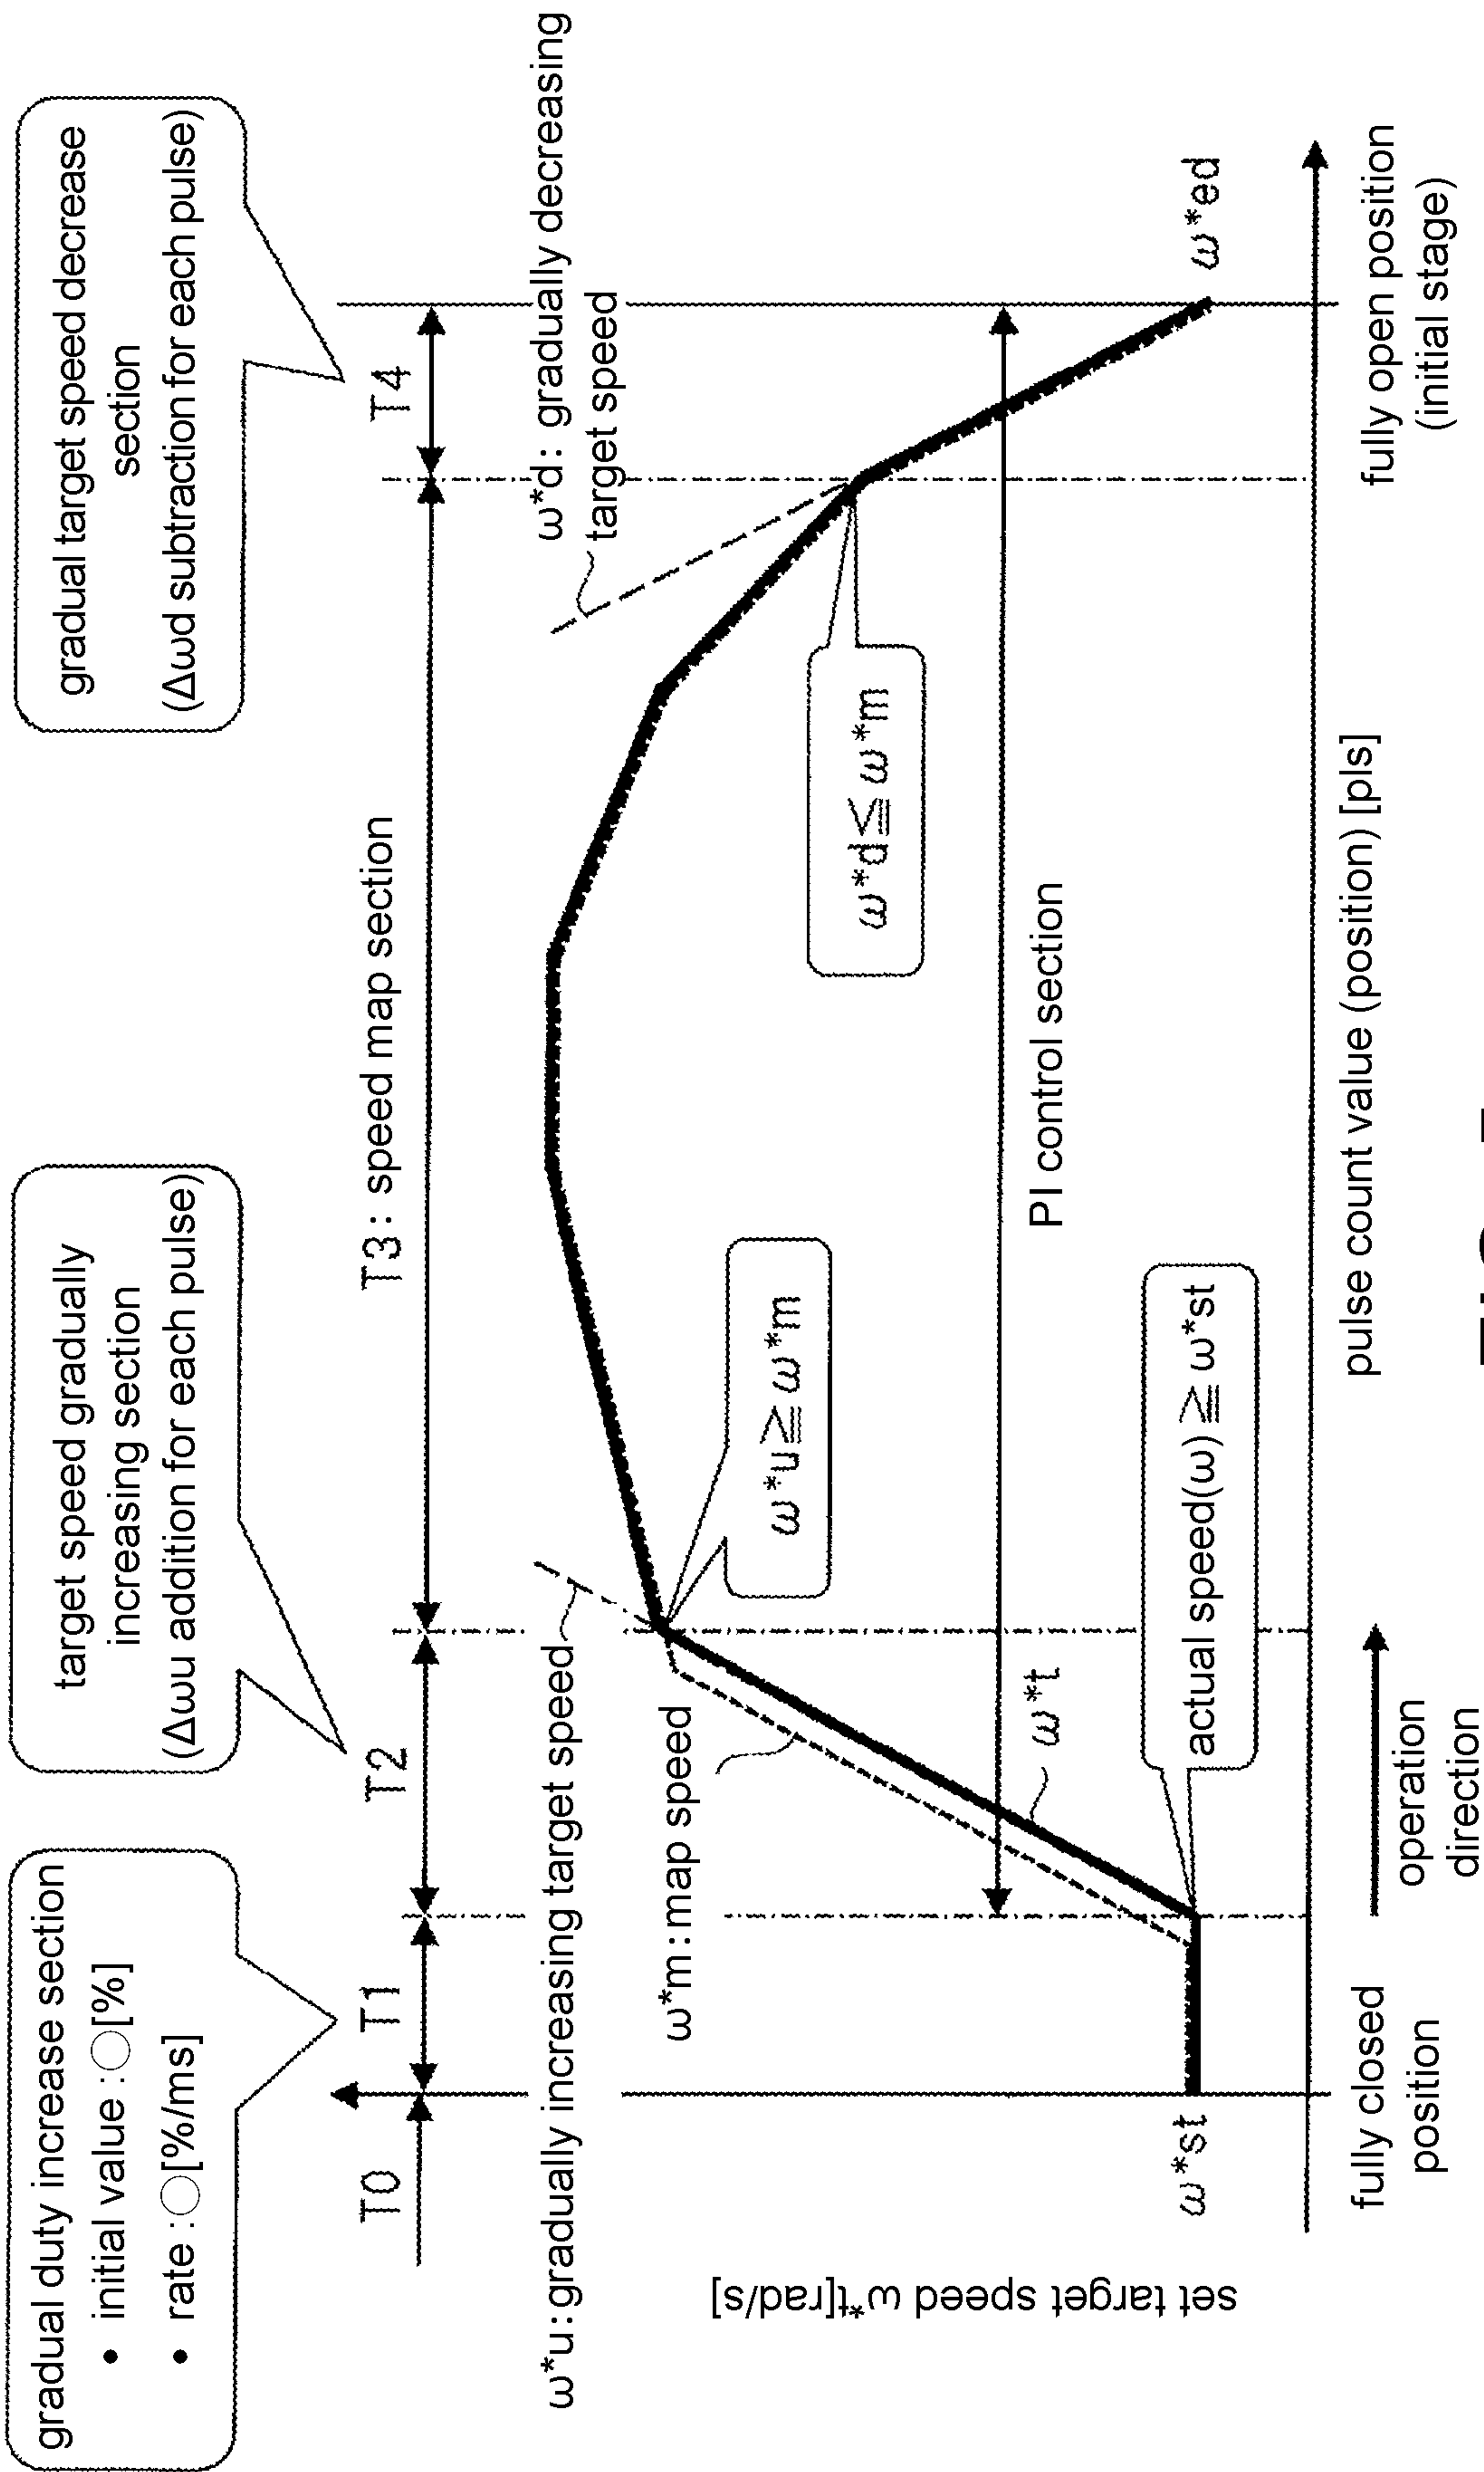 gradual duty increase section
• initial value :○[%]
• rate :○[%/ms]
target speed gradually
increasing section
(Δωu addition for each pulse)
gradual target speed decrease
section
(Δωd subtraction for each pulse)
T0
T1
T2
T3 : speed map section
T4
ω*u:gradually increasing target speed
ω*d: gradually decreasing
target speed
ω*m:map speed
ω*u≧ω*m
ω*d≦ω*m
ω*t
PI control section
actual speed(ω)≧ω*st
ω*st
ω*ed
set target speed ω*t[rad/s]
fully closed
position
operation
direction
pulse count value (position) [pls]
fully open position
(initial stage)